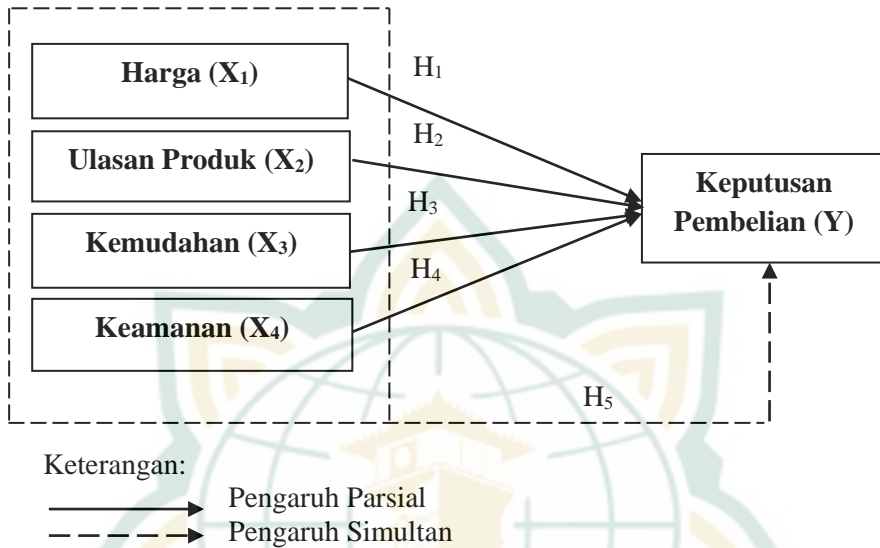 Harga (X₁)
H₁
Ulasan Produk (X₂)
H₂
Keputusan
Pembelian (Y)
Kemudahan (X₃)
H₃
Keamanan (X₄)
H₄
H₅
Keterangan:
Pengaruh Parsial
Pengaruh Simultan